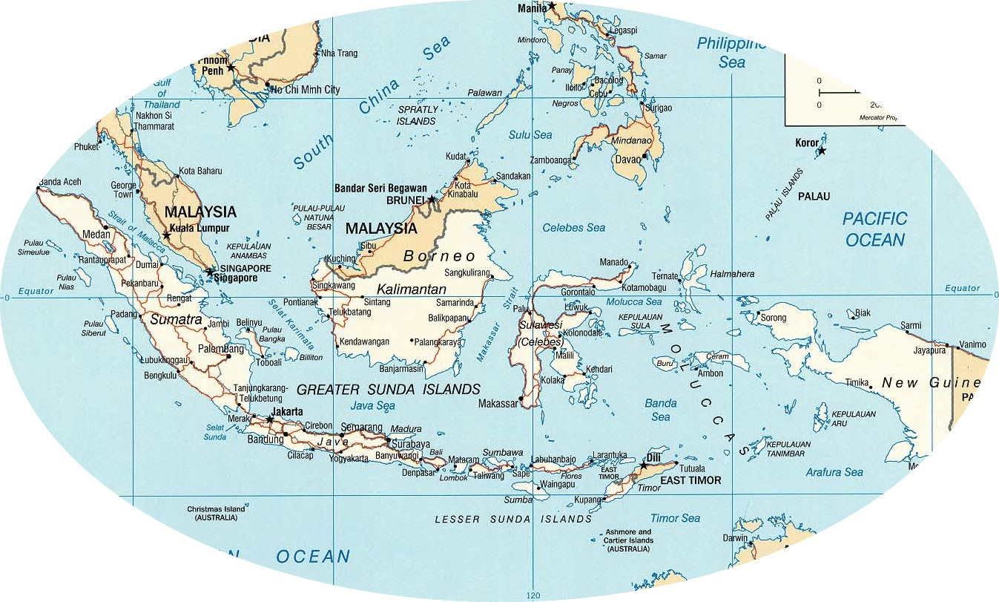 Manila
Legaspi
Mindoro
Philippine
Sea
Samar
Phnom
Penh
Nha Trang
Ho Chi Minh City
Gulf
of
Thailand
South China Sea
SPRATLY
ISLANDS
Palawan
Panay
Iloilo
Bacolod
Cebu
Negros
Surigao
0
0
Nakhon Si
Thammarat
Phuket
Sulu Sea
Mindanao
Zamboanga
Davao
Koror
PALAU ISLANDS
PALAU
Kudat
Sandakan
Kota
Kinabalu
Banda Aceh
George
Town
Kota Baharu
Bandar Seri Begawan
BRUNEI
MALAYSIA
Kuala Lumpur
PULAU-PULAU
NATUNA
BESAR
MALAYSIA
Celebes Sea
PACIFIC
OCEAN
Strait of Malacca
Medan
Pulau
Simeulue
KEPULAUAN
ANAMBAS
Sibu
Kuching
Borneo
Rantauprapat
Dumai
SINGAPORE
Singapore
Sangkulirang
Manado
Ternate
Halmahera
Pulau
Nias
Pekanbaru
Singkawang
Kalimantan
Gorontalo
Kotamobagu
Equator
0
Equator
0
Rengat
Pontianak
Sintang
Samarinda
Molucca Sea
Padang
Sumatra
Selat Karimata
Telukbatang
Balikpapan
Makassar Strait
Palu
Luwuk
KEPULAUAN
SULA
Sorong
Biak
Pulau
Siberut
Jambi
Belinyu
Pulau
Bangka
Sulawesi
(Celebes)
Kolonodale
MOLUCCAS
Sarmi
Palembang
Kendawangan
Palangkaraya
Malili
Jayapura
Vanimo
Lubuklinggau
Toboali
Billiton
Banjarmasin
Buru
Ceram
Bengkulu
Kendari
Kolaka
Ambon
Timika
New Guine
PA
Tanjungkarang-
Telukbetung
GREATER SUNDA ISLANDS
Java Sea
Makassar
Banda
Sea
Jakarta
Merak
Selat
Sunda
Cirebon
Semarang
Madura
KEPULAUAN
ARU
Bandung
Java
Surabaya
Cilacap
Yogyakarta
Banyuwangi
Bali
Denpasar
Mataram
Lombok
Sumbawa
Taliwang
Sape
Labuhanbajo
Larantuka
Flores
EAST
TIMOR
Dili
Tutuala
EAST TIMOR
Timor
KEPULAUAN
TANIMBAR
Arafura Sea
Waingapu
Sumba
Kupang
Christmas Island
(AUSTRALIA)
LESSER SUNDA ISLANDS
Timor Sea
Ashmore and
Cartier Islands
(AUSTRALIA)
Darwin
OCEAN
120